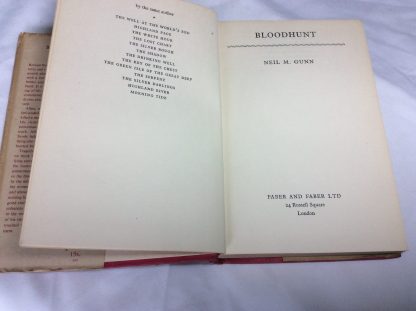 by the same author
THE WELL AT THE WORLD'S END
HIGHLAND PACK
THE WHITE HOUR
THE LOST CHART
THE SILVER BOUGH
THE SHADOW
THE DRINKING WELL
THE KEY OF THE CHEST
THE GREEN ISLE OF THE GREAT DEEP
THE SERPENT
THE SILVER DARLINGS
HIGHLAND RIVER
MORNING TIDE
15s.
BLOODHUNT
NEIL M. GUNN
FABER AND FABER LTD
24 Russell Square
London